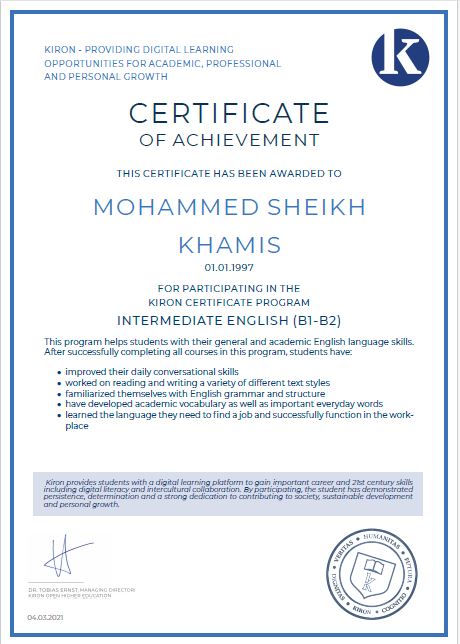 KIRON - PROVIDING DIGITAL LEARNING
OPPORTUNITIES FOR ACADEMIC, PROFESSIONAL
AND PERSONAL GROWTH
k
CERTIFICATE
OF ACHIEVEMENT
THIS CERTIFICATE HAS BEEN AWARDED TO
MOHAMMED SHEIKH
KHAMIS
01.01.1997
FOR PARTICIPATING IN THE
KIRON CERTIFICATE PROGRAM
INTERMEDIATE ENGLISH (B1-B2)
This program helps students with their general and academic English language skills.
After successfully completing all courses in this program, students have:
• improved their daily conversational skills
• worked on reading and writing a variety of different text styles
• familiarized themselves with English grammar and structure
• have developed academic vocabulary as well as important everyday words
• learned the language they need to find a job and successfully function in the work-
place
Kiron provides students with a digital learning platform to gain important career and 21st century skills
including digital literacy and intercultural collaboration. By participating, the student has demonstrated
persistence, determination and a strong dedication to contributing to society, sustainable development
and personal growth.
DR. TOBIAS ERNST, MANAGING DIRECTOR
KIRON OPEN HIGHER EDUCATION
04.03.2021
VERITAS • HUMANITAS • FUTURA • COGNITIO • KIRON • DIGNITAS